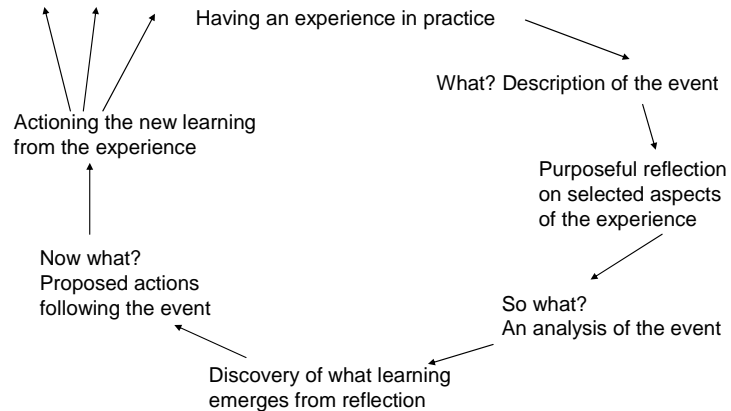 Having an experience in practice
What? Description of the event
Purposeful reflection
on selected aspects
of the experience
So what?
An analysis of the event
Discovery of what learning
emerges from reflection
Now what?
Proposed actions
following the event
Actioning the new learning
from the experience